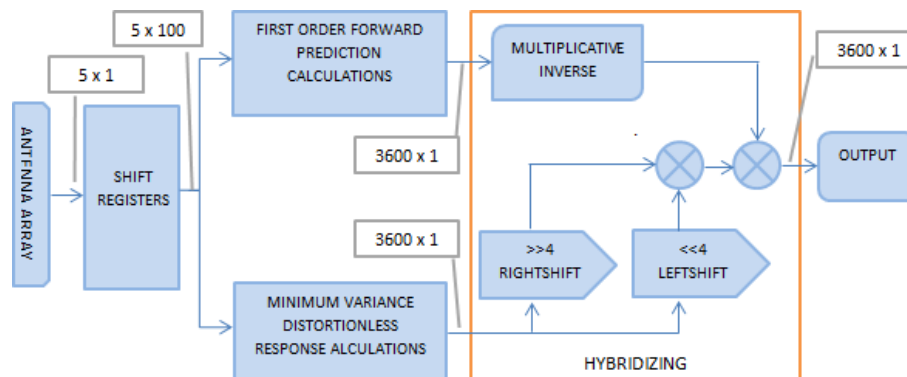 5 x 100
FIRST ORDER FORWARD
PREDICTION
CALCULATIONS
MULTIPLICATIVE
INVERSE
3600 x 1
5 x 1
ANTENNA ARRAY
SHIFT
REGISTERS
3600 x 1
OUTPUT
3600 x 1
>>4
RIGHTSHIFT
<<4
LEFTSHIFT
MINIMUM VARIANCE
DISTORTIONLESS
RESPONSE ALCULATIONS
HYBRIDIZING